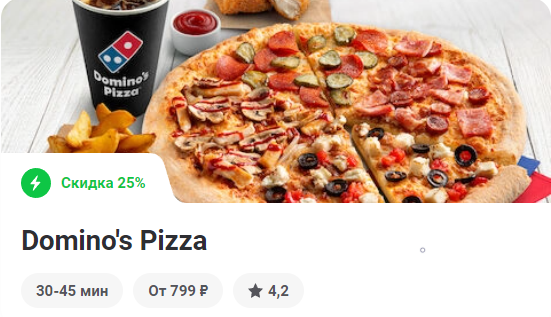 Domino's
Pizza
Скидка 25%
Domino's Pizza
30-45 мин
От 799 ₽
4,2